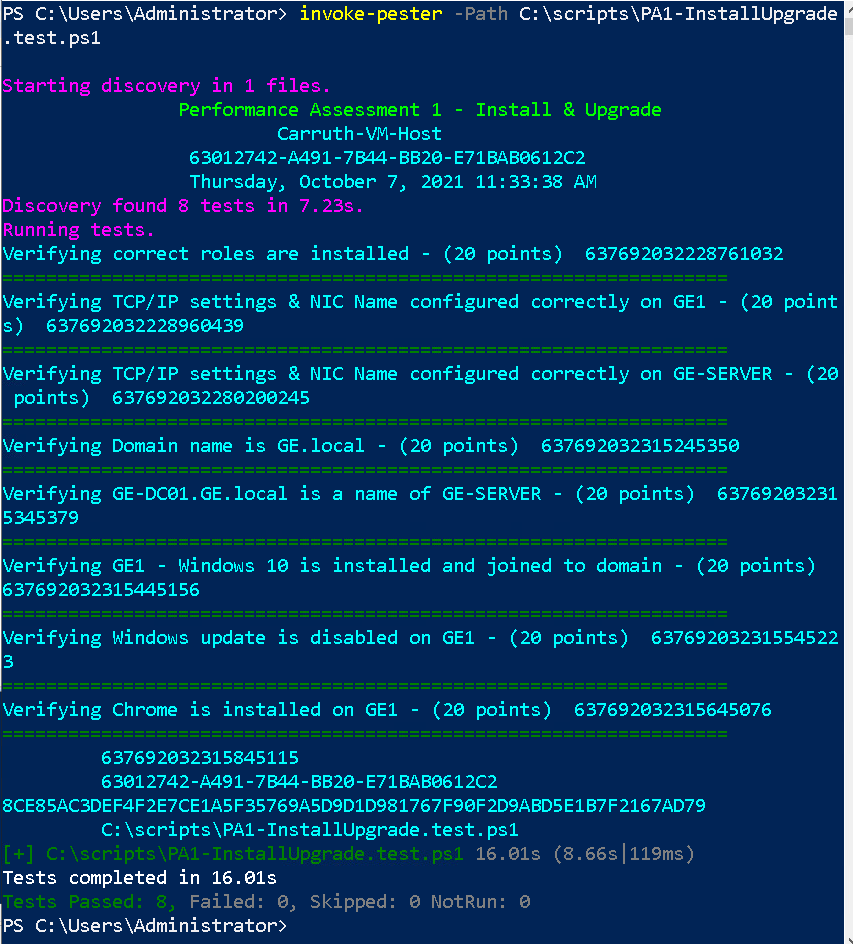 PS C:\Users\Administrator> invoke-pester -Path C:\scripts\PA1-InstallUpgrade
.test.ps1
Starting discovery in 1 files.
Performance Assessment 1 - Install & Upgrade
Carruth-VM-Host
63012742-A491-7B44-BB20-E71BAB0612C2
Thursday, October 7, 2021 11:33:38 AM
Discovery found 8 tests in 7.23s.
Running tests.
Verifying correct roles are installed - (20 points)  637692032228761032
==================================================================
Verifying TCP/IP settings & NIC Name configured correctly on GE1 - (20 point
s)  637692032228960439
==================================================================
Verifying TCP/IP settings & NIC Name configured correctly on GE-SERVER - (20
 points)  637692032280200245
==================================================================
Verifying Domain name is GE.local - (20 points)  637692032315245350
==================================================================
Verifying GE-DC01.GE.local is a name of GE-SERVER - (20 points)  63769203231
5345379
==================================================================
Verifying GE1 - Windows 10 is installed and joined to domain - (20 points)
637692032315445156
==================================================================
Verifying Windows update is disabled on GE1 - (20 points)  63769203231554522
3
==================================================================
Verifying Chrome is installed on GE1 - (20 points)  637692032315645076
==================================================================
637692032315845115
63012742-A491-7B44-BB20-E71BAB0612C2
8CE85AC3DEF4F2E7CE1A5F35769A5D9D1D981767F90F2D9ABD5E1B7F2167AD79
C:\scripts\PA1-InstallUpgrade.test.ps1
[+] C:\scripts\PA1-InstallUpgrade.test.ps1 16.01s (8.66s|119ms)
Tests completed in 16.01s
Tests Passed: 8, Failed: 0, Skipped: 0 NotRun: 0
PS C:\Users\Administrator>